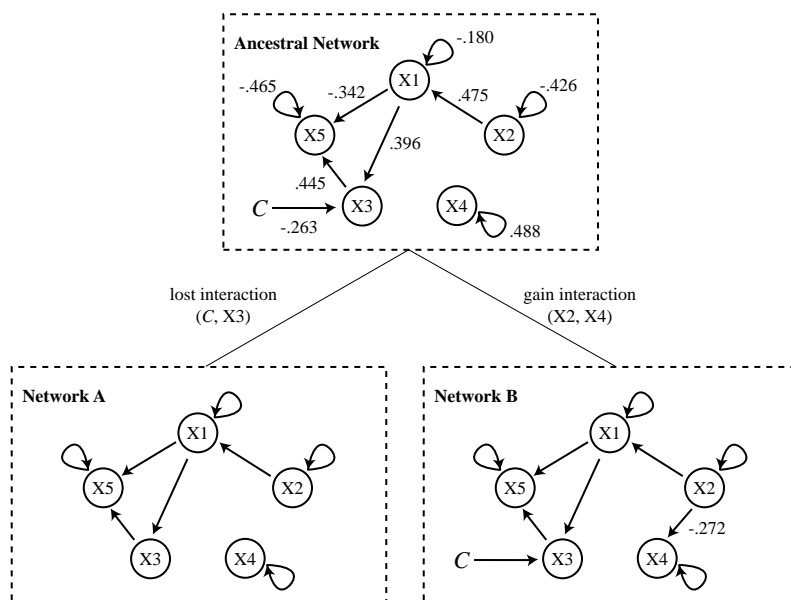 Ancestral Network
-.180
X1
-.465
-.342
.475
-.426
X5
X2
.396
.445
C
X3
X4
-.263
.488
lost interaction
(C, X3)
gain interaction
(X2, X4)
Network A
X1
X5
X2
X3
X4
Network B
X1
X5
X2
-.272
C
X3
X4